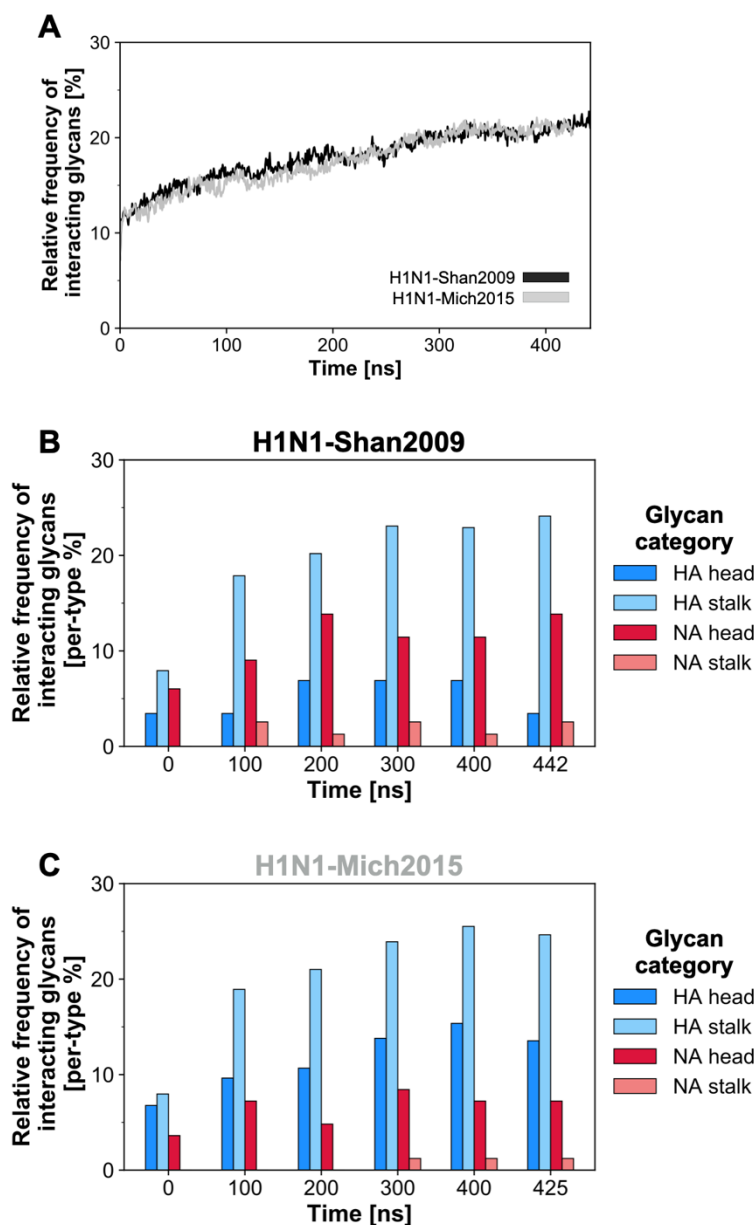 A
Relative frequency of
interacting glycans [%]
30
20
10
0
H1N1-Shan2009
H1N1-Mich2015
0 100 200 300 400
Time [ns]
B
H1N1-Shan2009
Relative frequency of
interacting glycans
[per-type %]
30
20
10
0
0 100 200 300 400 442
Time [ns]
Glycan
category
HA head
HA stalk
NA head
NA stalk
C
H1N1-Mich2015
Relative frequency of
interacting glycans
[per-type %]
30
20
10
0
0 100 200 300 400 425
Time [ns]
Glycan
category
HA head
HA stalk
NA head
NA stalk